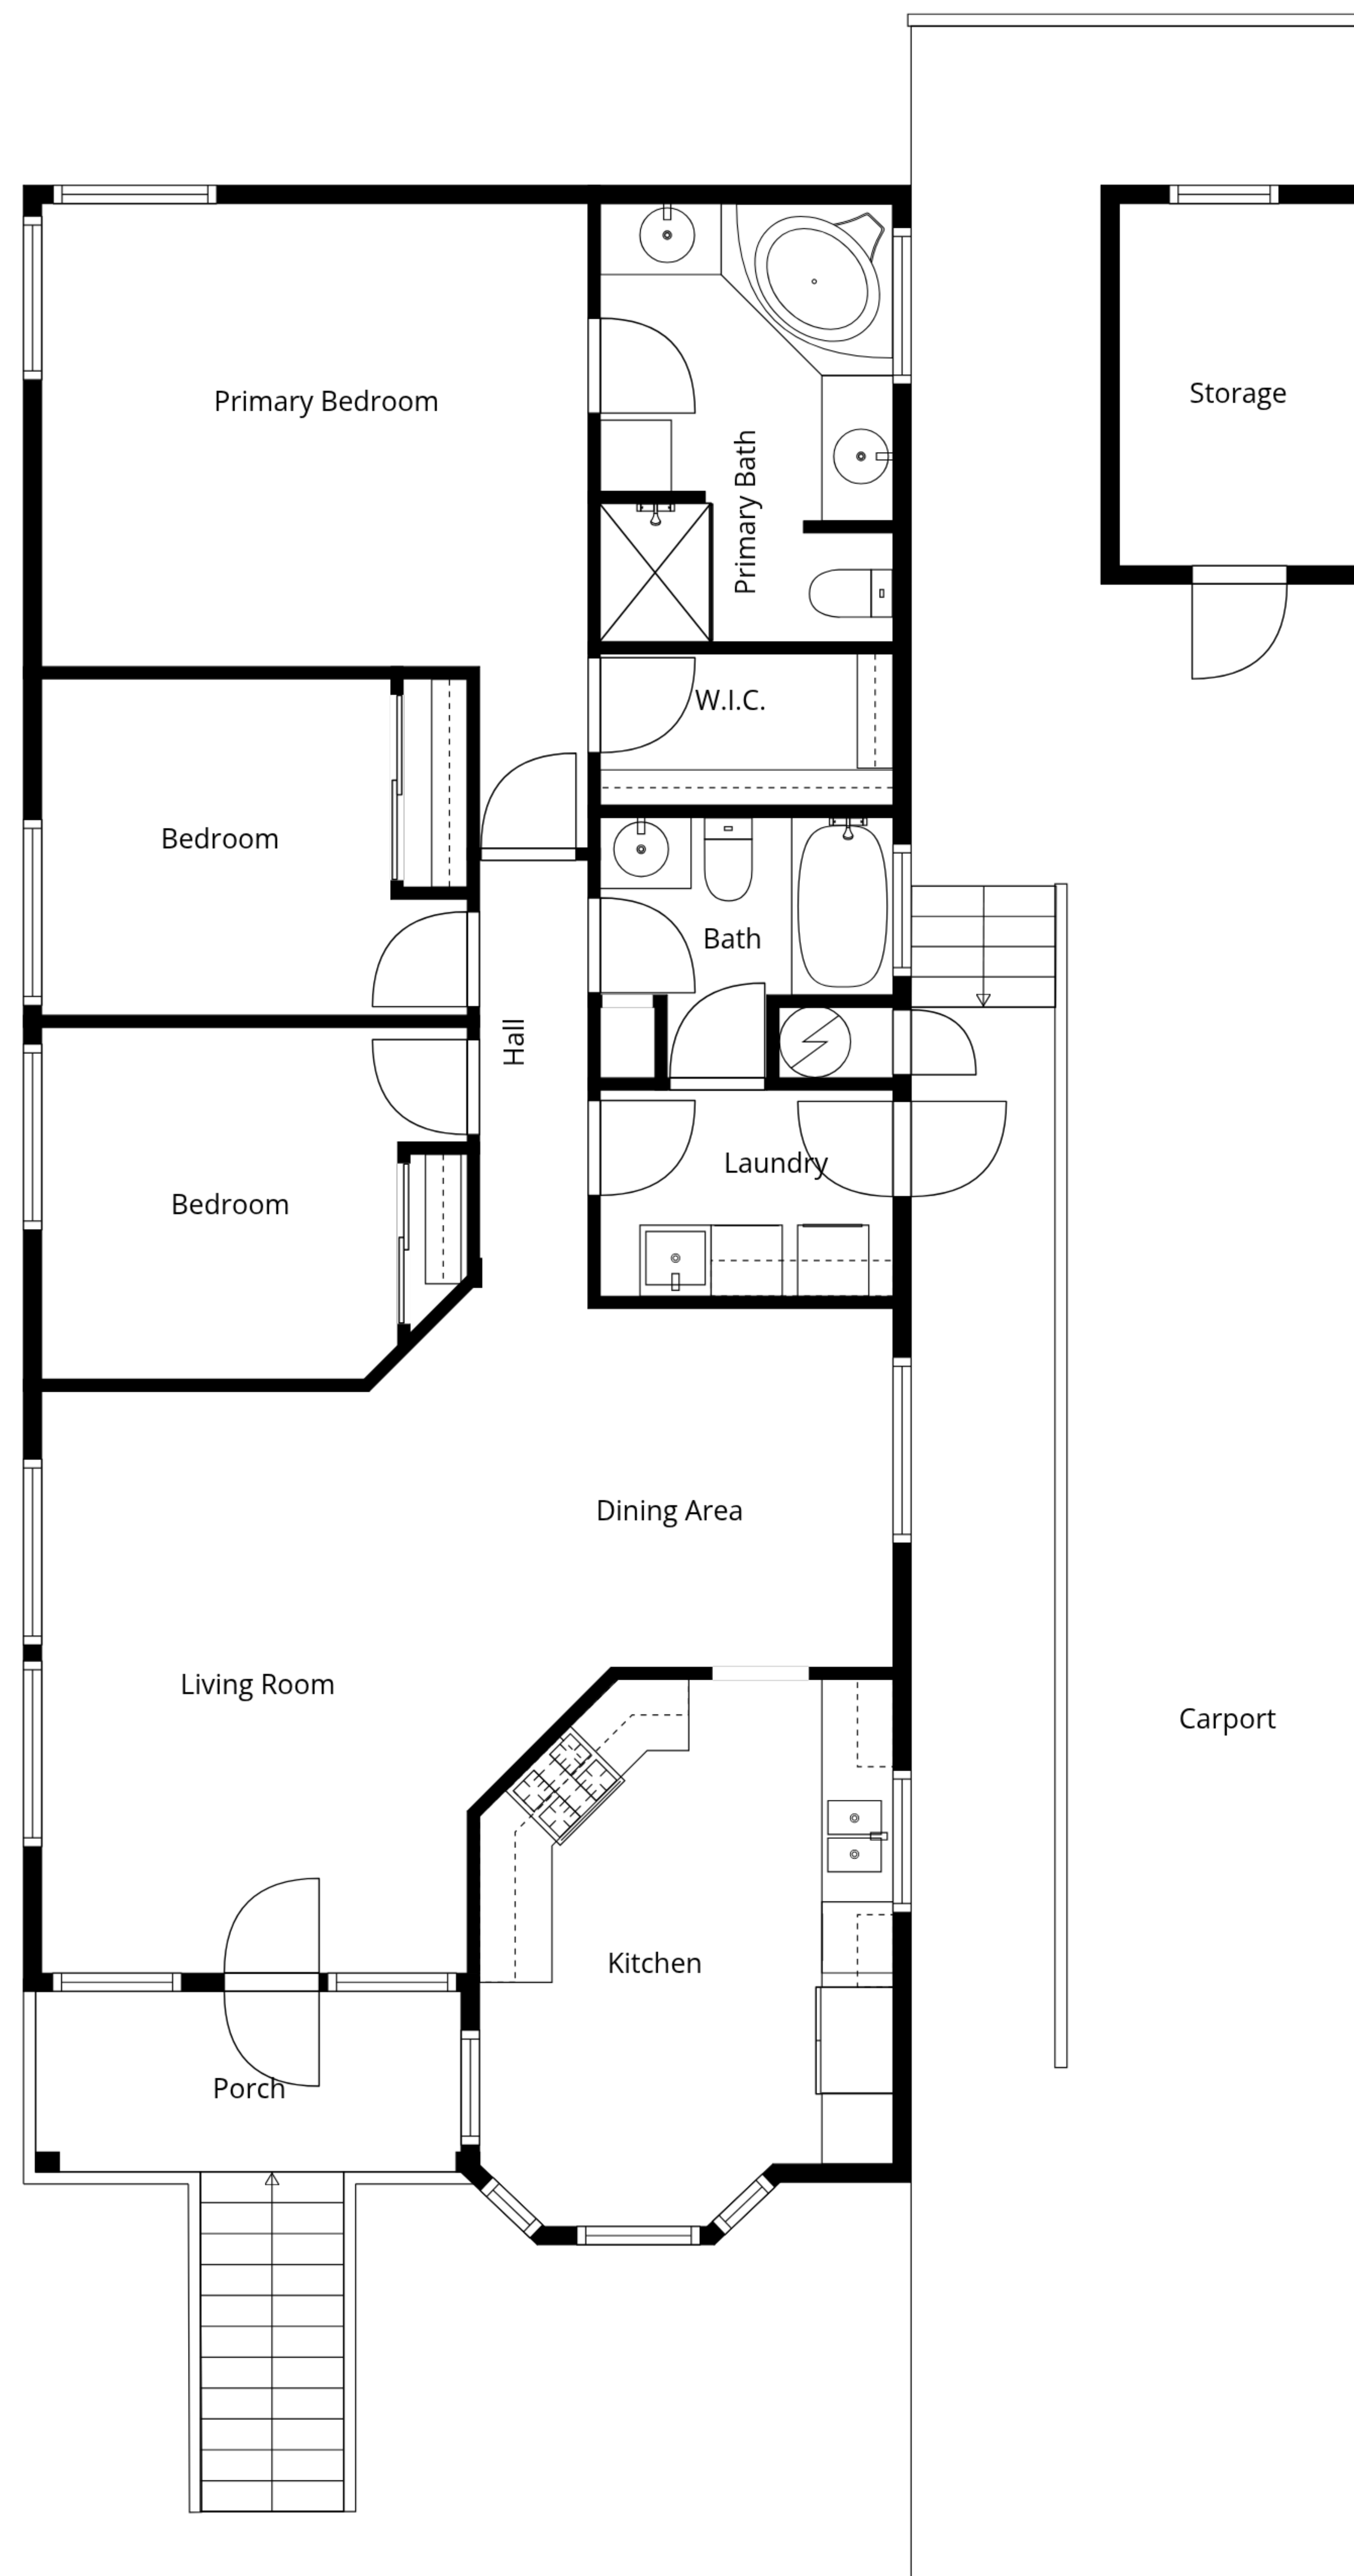 Primary Bedroom
Primary Bath
Storage
W.I.C.
Bedroom
Bath
Hall
Laundry
Bedroom
Dining Area
Living Room
Carport
Kitchen
Porch